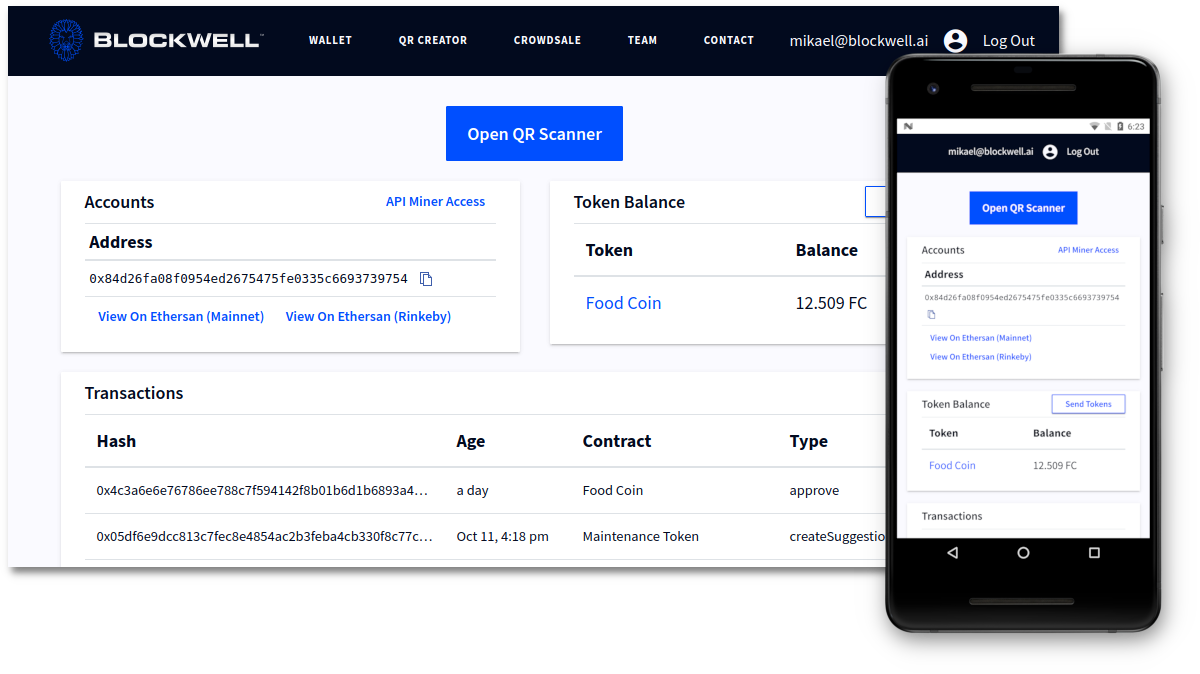 BLOCKWELL™ WALLET QR CREATOR CROWDSALE TEAM CONTACT mikael@blockwell.ai Log Out
Open QR Scanner
Accounts API Miner Access
Address
0x84d26fa08f0954ed2675475fe0335c6693739754
View On Ethersan (Mainnet) View On Ethersan (Rinkeby)
Token Balance
Token Balance
Food Coin 12.509 FC
Transactions
Hash Age Contract Type
0x4c3a6e6e76786ee788c7f594142f8b01b6d1b6893a4... a day Food Coin approve
0x05df6e9dcc813c7fec8e4854ac2b3feba4cb330f8c77c... Oct 11, 4:18 pm Maintenance Token createSuggestio
6:23
mikael@blockwell.ai Log Out
Open QR Scanner
Accounts API Miner Access
Address
0x84d26fa08f0954ed2675475fe0335c6693739754
View On Ethersan (Mainnet)
View On Ethersan (Rinkeby)
Token Balance Send Tokens
Token Balance
Food Coin 12.509 FC
Transactions